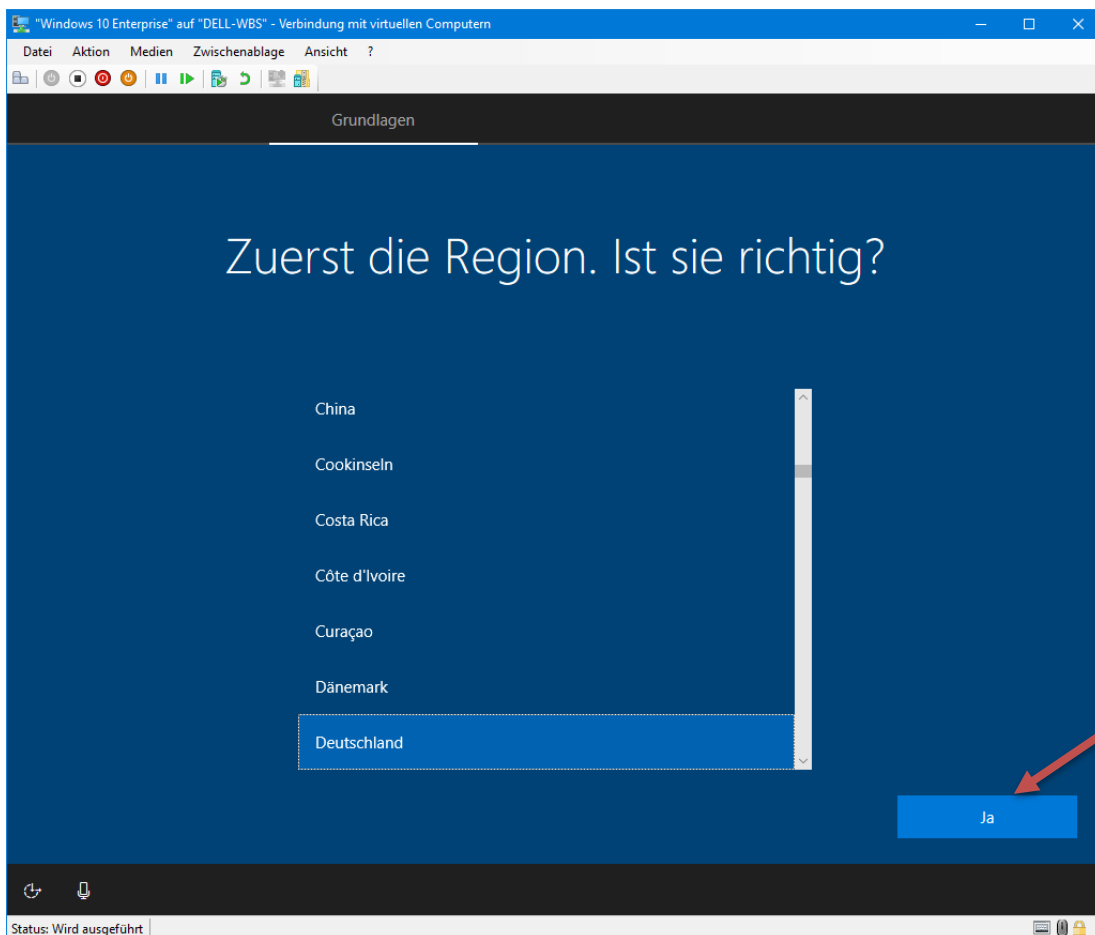 "Windows 10 Enterprise" auf "DELL-WBS" - Verbindung mit virtuellen Computern
Datei Aktion Medien Zwischenablage Ansicht ?
Grundlagen
Zuerst die Region. Ist sie richtig?
China
Cookinseln
Costa Rica
Côte d'Ivoire
Curaçao
Dänemark
Deutschland
Ja
Status: Wird ausgeführt